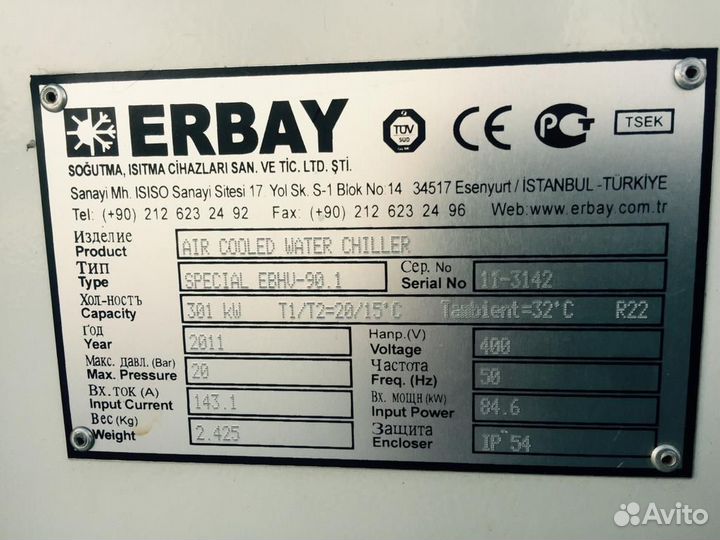 ERBAY
TÜV
SÜD
CE
PCT
TSEK
SOĞUTMA, ISITMA CİHAZLARI SAN. VE TİC. LTD. ŞTİ.
Sanayi Mh. ISISO Sanayi Sitesi 17 Yol Sk. S-1 Blok No 14 34517 Esenyurt / İSTANBUL -TÜRKİYE
Tel: (+90) 212 623 24 92 Fax: (+90) 212 623 24 96 Web:www.erbay.com.tr
Изделие
Product AIR COOLED WATER CHILLER
Тип Сер. No
Type SPECIAL EBHV-90.1 Serial No 11-3142
Хол-ностъ
Capacity 301 kW T1/T2=20/15°C Tambient=32°C R22
Год Напр.(V)
Year 2011 Voltage 400
Макс. давл. (Bar) Частота
Max. Pressure 20 Freq. (Hz) 50
Вх. ток (A) Вх. мощн (kW)
Input Current 143.1 Input Power 84.6
Вес (Kg) Защита
Weight 2.425 Encloser IP 54
Avito